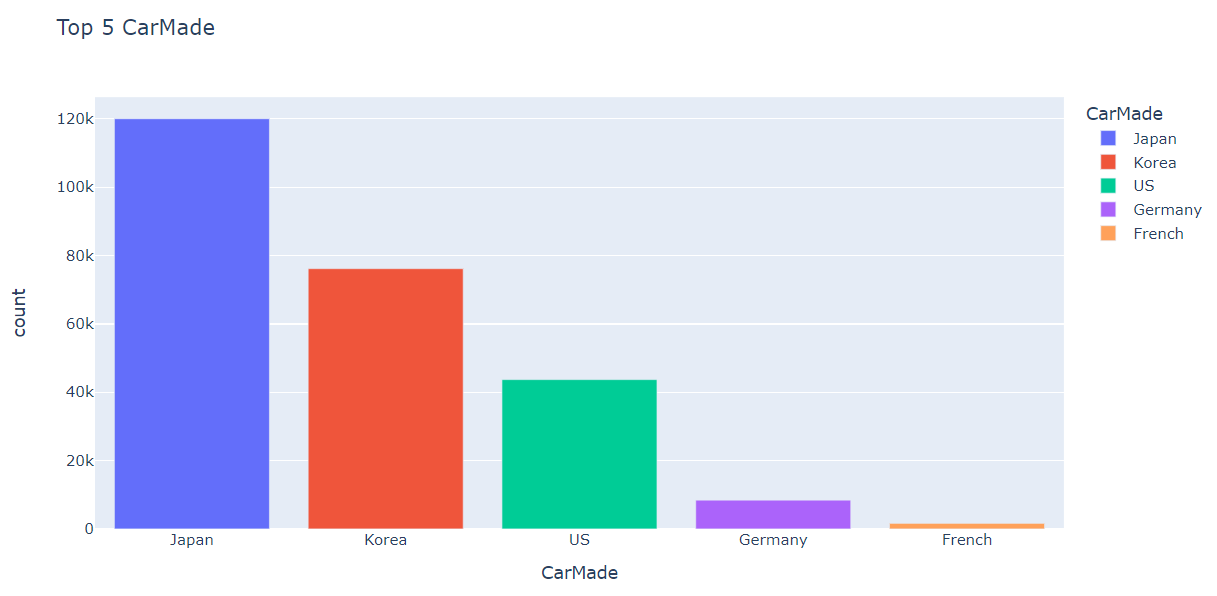 Top 5 CarMade
count
120k
100k
80k
60k
40k
20k
0
Japan
Korea
US
Germany
French
CarMade
CarMade
Japan
Korea
US
Germany
French